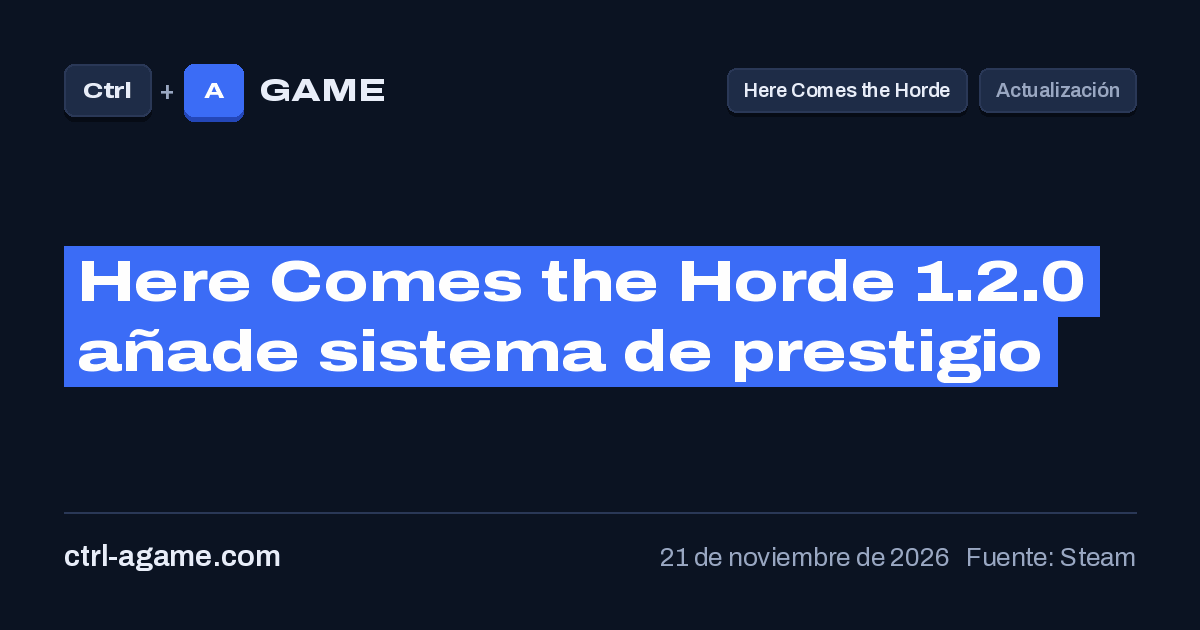 Ctrl + A GAME
Here Comes the Horde
Actualización
Here Comes the Horde 1.2.0
añade sistema de prestigio
ctrl-agame.com
21 de noviembre de 2026 Fuente: Steam